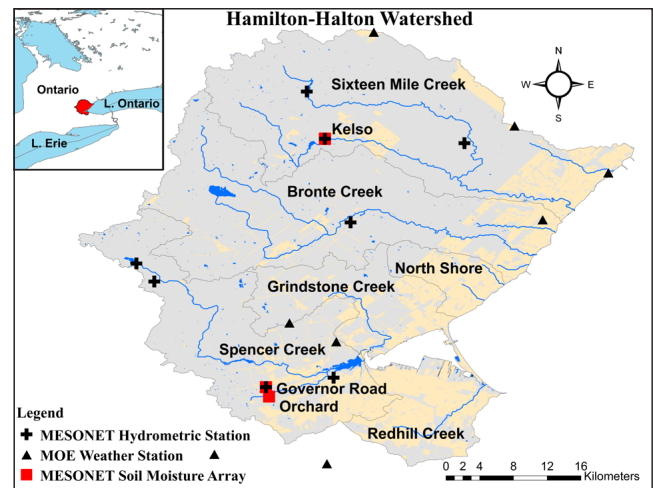 Hamilton-Halton Watershed
Ontario
L. Ontario
L. Erie
N
W E
S
Sixteen Mile Creek
Kelso
Bronte Creek
North Shore
Grindstone Creek
Spencer Creek
Governor Road
Orchard
Redhill Creek
Legend
MESONET Hydrometric Station
MOE Weather Station
MESONET Soil Moisture Array
0 2 4 8 12 16
Kilometers